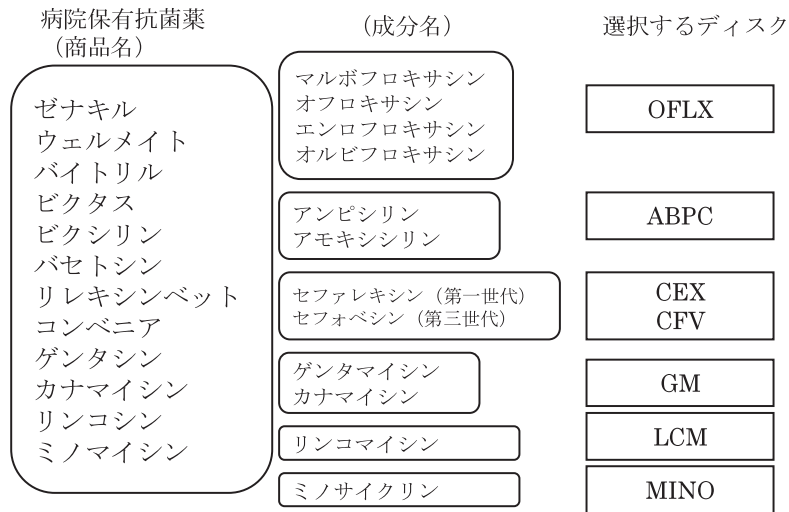 病院保有抗菌薬
（商品名）
ゼナキル
ウェルメイト
バイトリル
ビクタス
ビクシリン
バセトシン
リレキシンペット
コンベニア
ゲンタシン
カナマイシン
リンコシン
ミノマイシン
（成分名）
マルボフロキサシン
オフロキサシン
エンロフロキサシン
オルビフロキサシン
アンピシリン
アモキシシリン
セファレキシン（第一世代）
セフォベシン（第三世代）
ゲンタマイシン
カナマイシン
リンコマイシン
ミノサイクリン
選択するディスク
OFLX
ABPC
CEX
CFV
GM
LCM
MINO